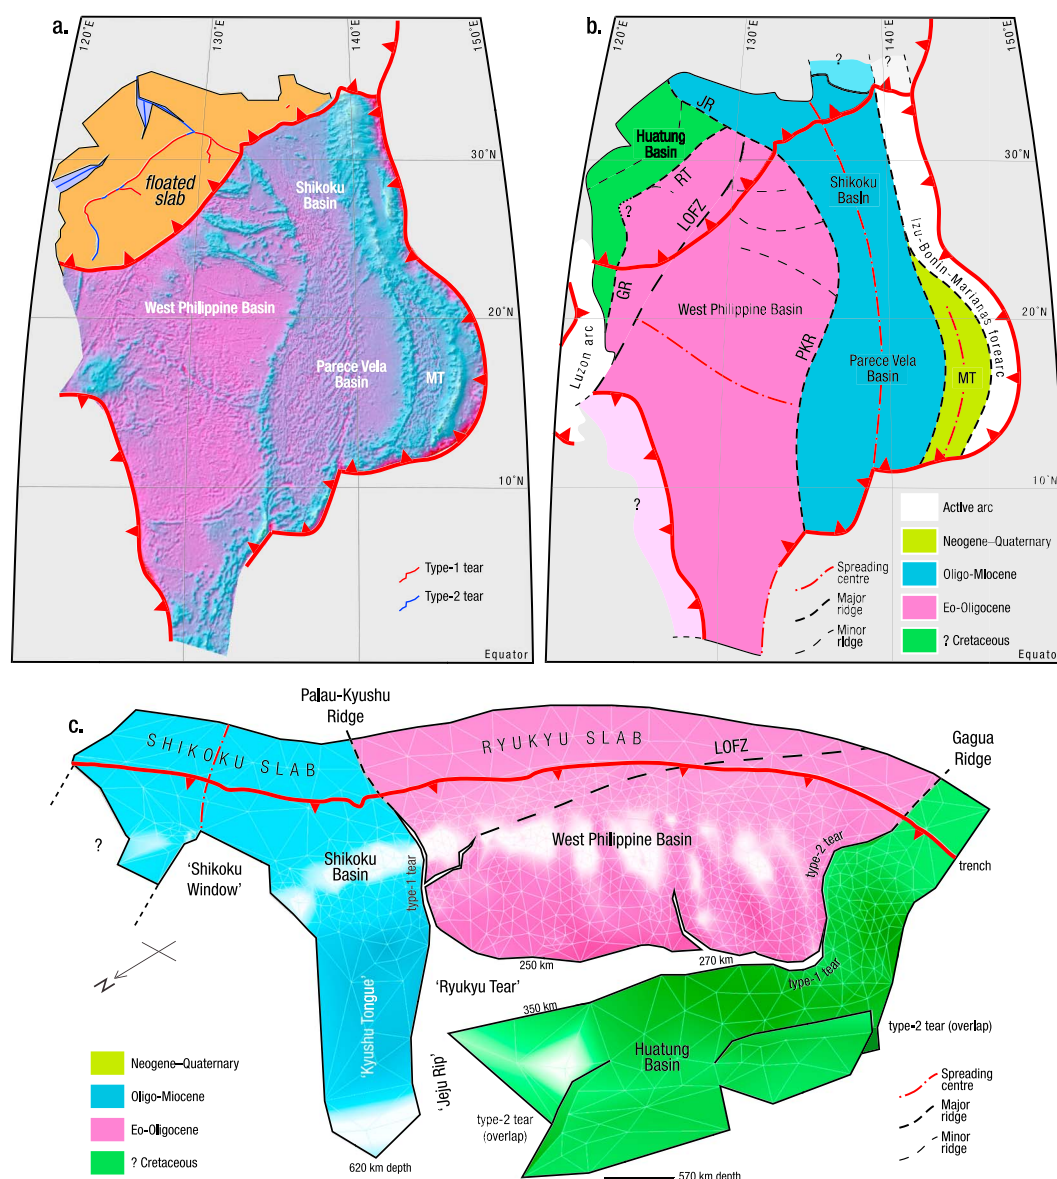 a.
120˚E
130˚E
140˚E
150˚E
30˚N
floated
slab
Shikoku
Basin
West Philippine Basin
20˚N
Parece Vela
Basin
MT
10˚N
Type-1 tear
Type-2 tear
Equator
b.
120˚E
130˚E
140˚E
150˚E
?
?
JR
Huatung
Basin
30˚N
RT
Shikoku
Basin
?
LOFZ
Izu-Bonin-Marianas forearc
GR
West Philippine Basin
20˚N
PKR
Luzon arc
Parece Vela
Basin
MT
10˚N
?
Active arc
Neogene–Quaternary
Spreading
centre
Oligo-Miocene
Major
ridge
Eo-Oligocene
Minor
ridge
? Cretaceous
Equato
c.
Palau-Kyushu
Ridge
SHIKOKU SLAB
RYUKYU SLAB
LOFZ
Gagua
Ridge
?
'Shikoku
Window'
Shikoku
Basin
type-1 tear
West Philippine Basin
type-2 tear
trench
N
250 km
270 km
type-1 tear
'Ryukyu Tear'
350 km
'Kyushu Tongue'
'Jeju Rip'
Huatung
Basin
type-2 tear (overlap)
type-2 tear
(overlap)
Neogene–Quaternary
Oligo-Miocene
Eo-Oligocene
? Cretaceous
Spreading
centre
Major
ridge
Minor
ridge
620 km depth
570 km depth